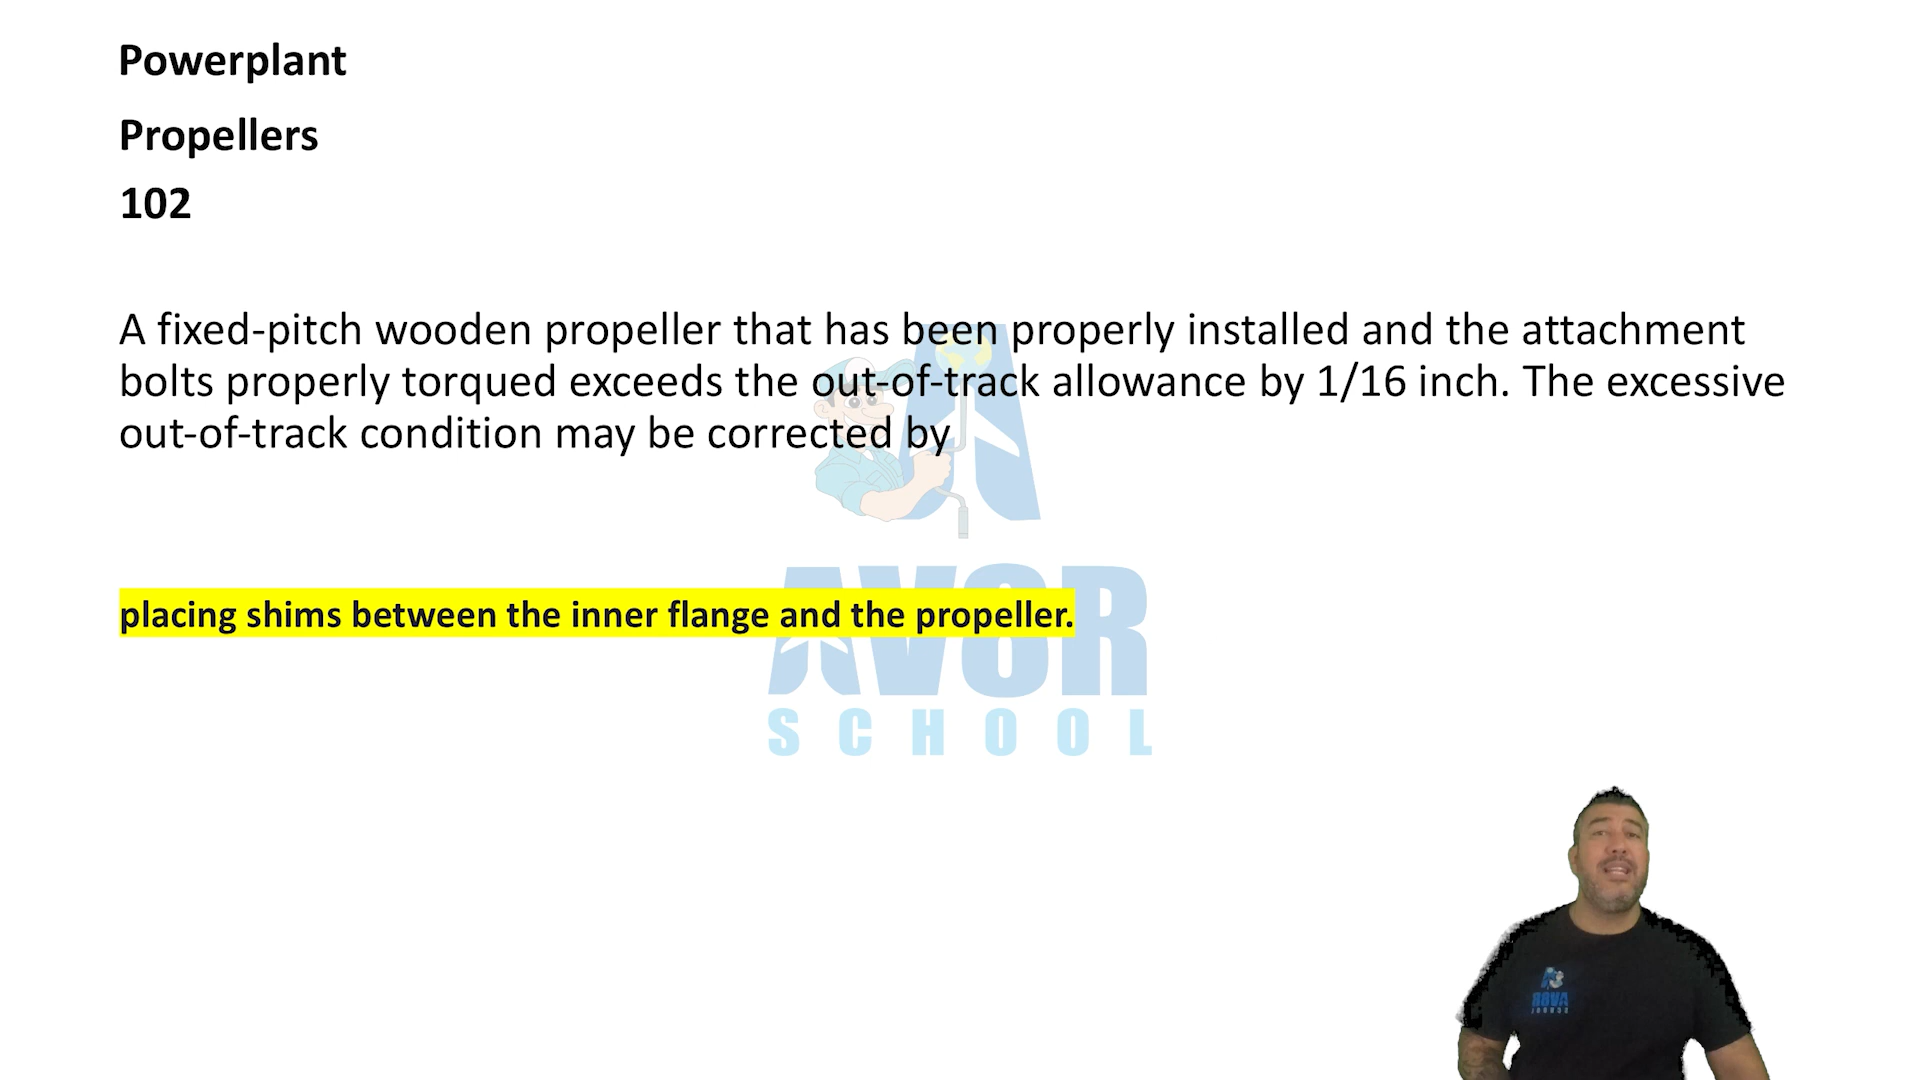 Powerplant
Propellers
102
A fixed-pitch wooden propeller that has been properly installed and the attachment
bolts properly torqued exceeds the out-of-track allowance by 1/16 inch. The excessive
out-of-track condition may be corrected by
placing shims between the inner flange and the propeller.
AV8R
SCHOOL